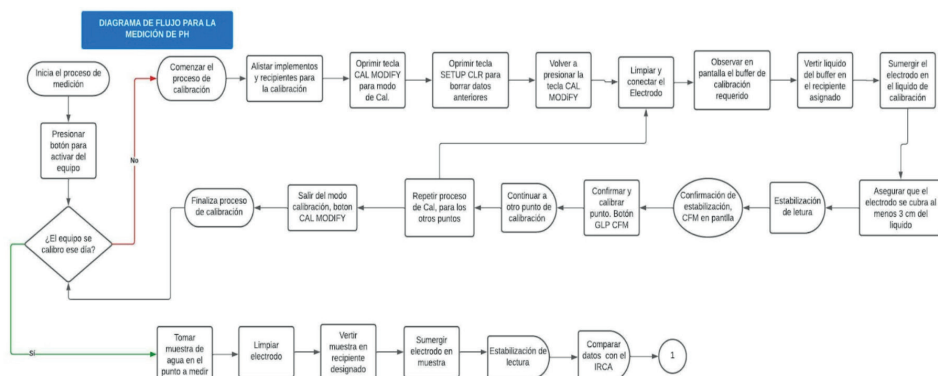 DIAGRAMA DE FLUJO PARA LA
MEDICIÓN DE PH
Inicia el proceso de
medición
Presionar
botón para
activar del
equipo
¿El equipo se
calibro ese día?
No
Comenzar el
proceso de
calibración
Alistar implementos
y recipientes para
la calibración
Oprimir tecla
CAL MODIFY
para modo
de Cal.
Oprimir tecla
SETUP CLR para
borrar datos
anteriores
Volver a
presionar la
tecla CAL
MODiFY
Limpiar y
conectar el
Electrodo
Observar en
pantalla el buffer de
calibración
requerido
Vertir liquido
del buffer en
el recipiente
asignado
Sumergir el
electrodo en
el liquido de
calibración
Asegurar que el
electrodo se cubra al
menos 3 cm del
líquido
Estabilización
de letura
Confirmación de
estabilización,
CFM en pantlla
Confirmar y
calibrar
punto. Botón
GLP CFM
Continuar a
otro punto de
calibración
Repetir proceso
de Cal, para los
otros puntos
Salir del modo
calibración, boton
CAL MODIFY
Finaliza proceso
de calibración
Sí
Tomar
muestra de
agua en el
punto a medir
Limpiar
electrodo
Vertir
muestra en
recipiente
designado
Sumergir
electrodo en
muestra
Estabilización de
lectura
Comparar
datos con el
IRCA
1